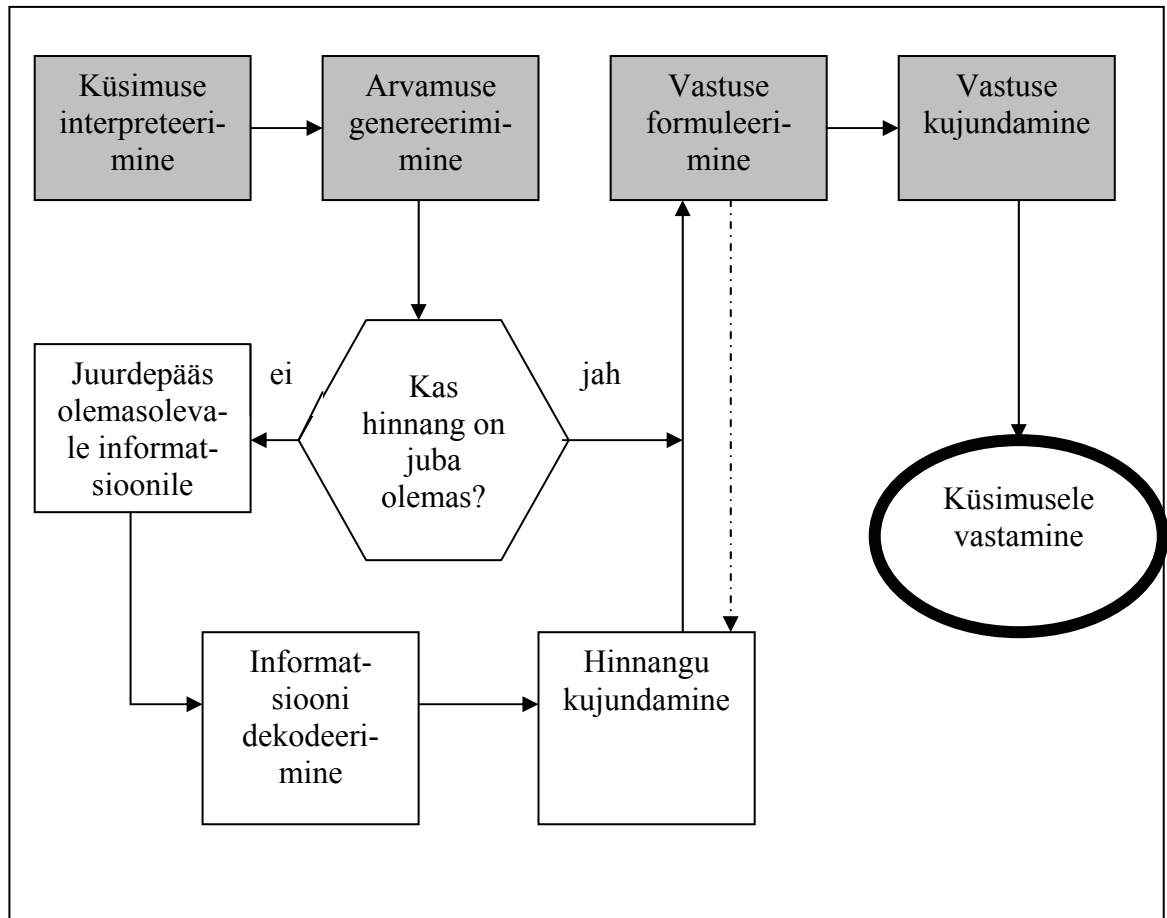 Küsimuse
interpreteeri-
mine
Arvamuse
genereerimi-
mine
Vastuse
formuleeri-
mine
Vastuse
kujundamine
Juurdepääs
olemasoleva-
le informat-
sioonile
ei
Kas
hinnang on
juba
olemas?
jah
Küsimusele
vastamine
Informat-
siooni
dekodeeri-
mine
Hinnangu
kujundamine